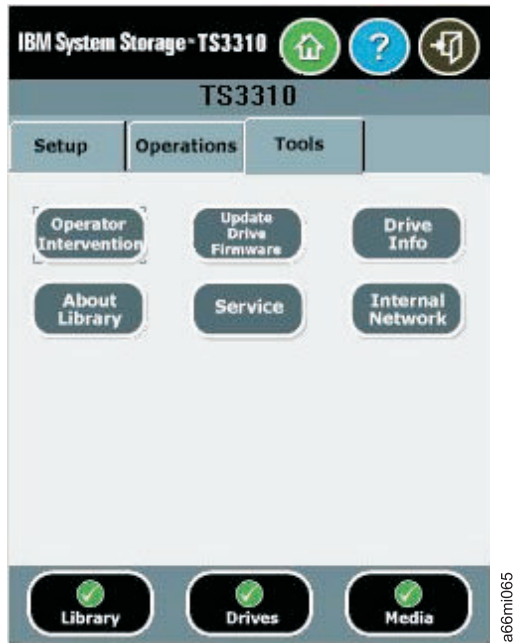 IBM System Storage™ TS3310
TS3310
Setup
Operations
Tools
Operator
Intervention
Update
Drive
Firmware
Drive
Info
About
Library
Service
Internal
Network
Library
Drives
Media
a66mi065